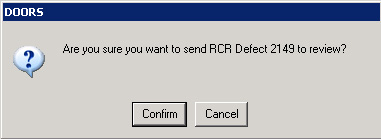 DOORS
Are you sure you want to send RCR Defect 2149 to review?
Confirm Cancel